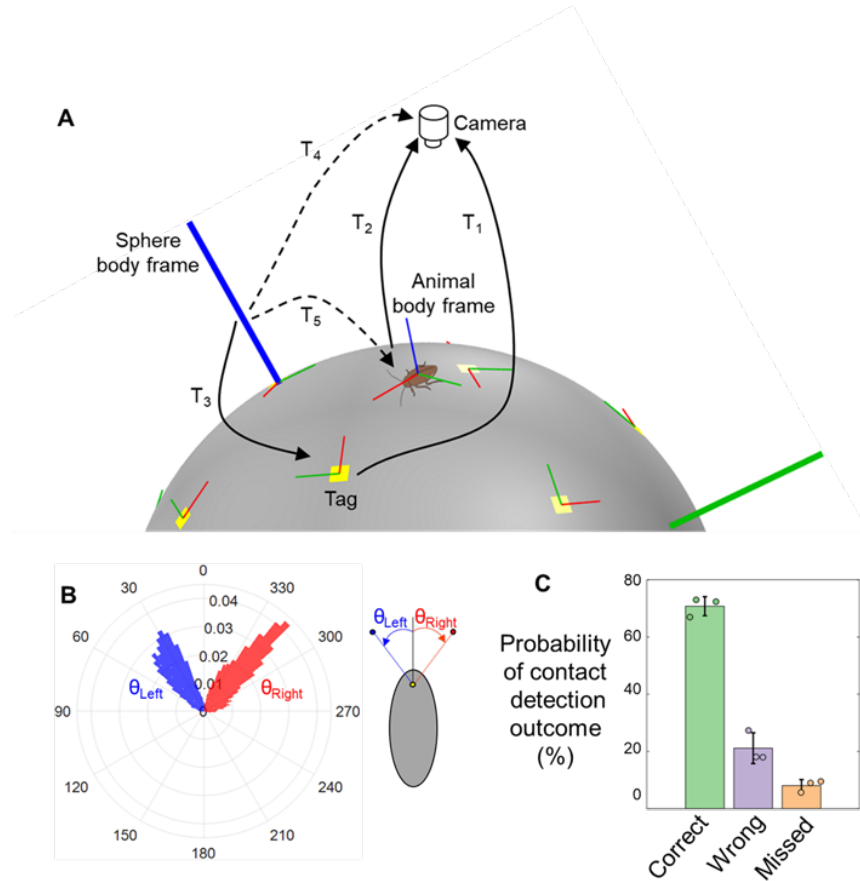 A
Camera
T4
T2
T1
Sphere
body frame
Animal
body frame
T5
T3
Tag
B
0
30
330
0.04
60
0.03
300
0.02
0.01
θLeft
θRight
90
0
270
120
240
150
210
180
θLeft
θRight
C
Probability
of contact
detection
outcome
(%)
80
60
40
20
0
Correct
Wrong
Missed